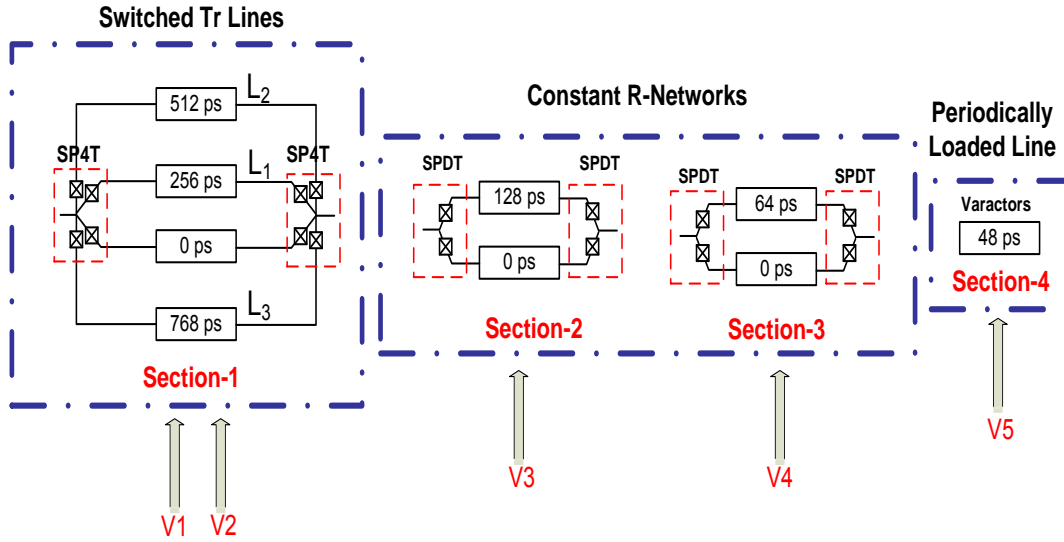 Switched Tr Lines
512 ps
L2
SP4T
SP4T
256 ps
L1
0 ps
768 ps
L3
Section-1
V1
V2
Constant R-Networks
SPDT
SPDT
128 ps
0 ps
Section-2
V3
SPDT
SPDT
64 ps
0 ps
Section-3
V4
Periodically
Loaded Line
Varactors
48 ps
Section-4
V5